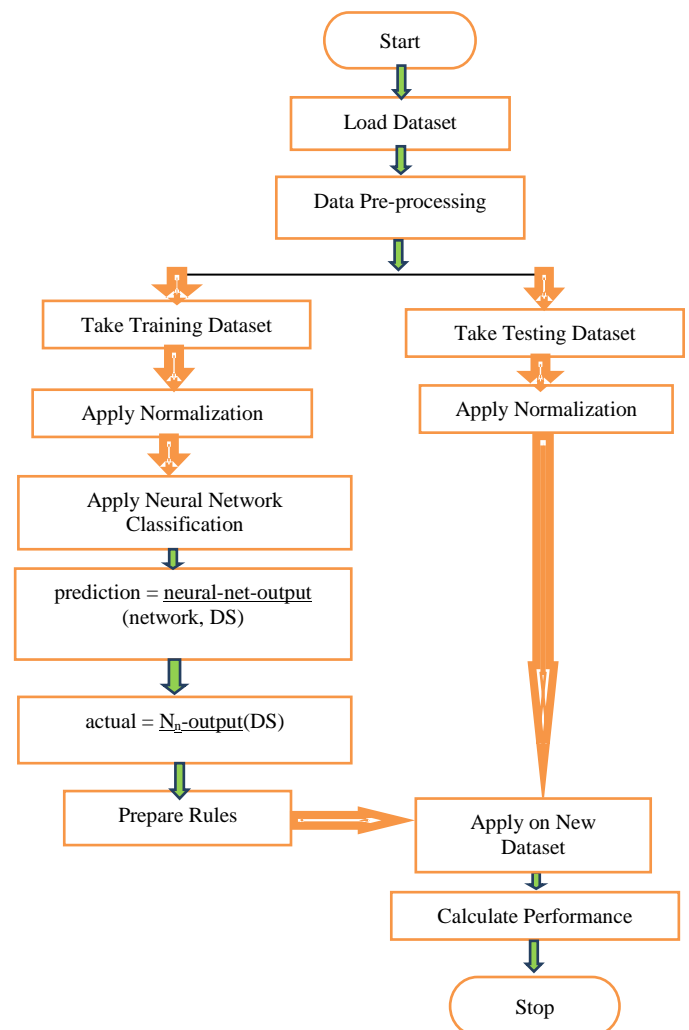 Start
Load Dataset
Data Pre-processing
Take Training Dataset
Take Testing Dataset
Apply Normalization
Apply Normalization
Apply Neural Network
Classification
prediction = neural-net-output
(network, DS)
actual = Nn-output(DS)
Prepare Rules
Apply on New
Dataset
Calculate Performance
Stop